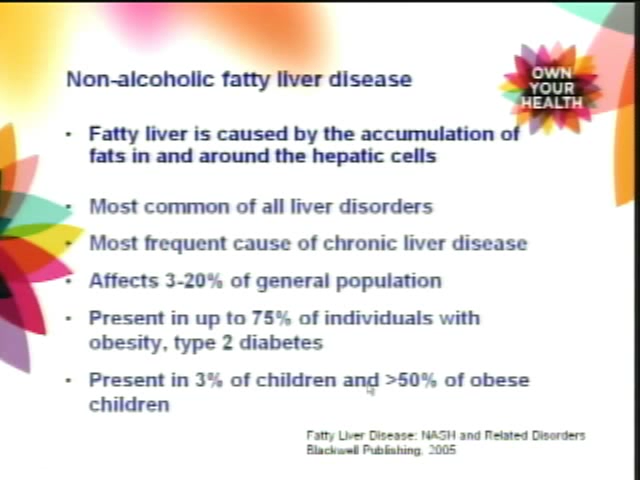 Non-alcoholic fatty liver disease
OWN
YOUR
HEALTH
• Fatty liver is caused by the accumulation of
fats in and around the hepatic cells
• Most common of all liver disorders
• Most frequent cause of chronic liver disease
• Affects 3-20% of general population
• Present in up to 75% of individuals with
obesity, type 2 diabetes
• Present in 3% of children and >50% of obese
children
Fatty Liver Disease: NASH and Related Disorders
Blackwell Publishing, 2005